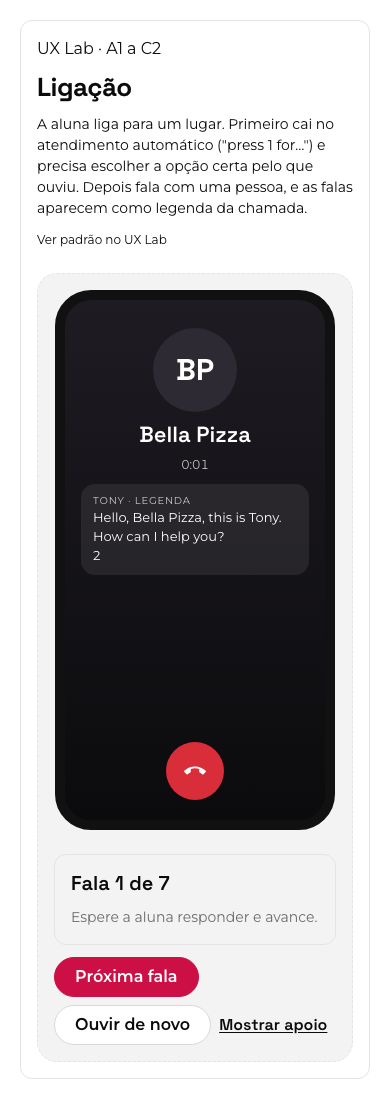 UX Lab · A1 a C2
Ligação
A aluna liga para um lugar. Primeiro cai no
atendimento automático ("press 1 for…") e
precisa escolher a opção certa pelo que
ouviu. Depois fala com uma pessoa, e as falas
aparecem como legenda da chamada.
Ver padrão no UX Lab
BP
Bella Pizza
0:01
TONY · LEGENDA
Hello, Bella Pizza, this is Tony.
How can I help you?
2
Fala 1 de 7
Espere a aluna responder e avance.
Próxima fala
Ouvir de novo
Mostrar apoio